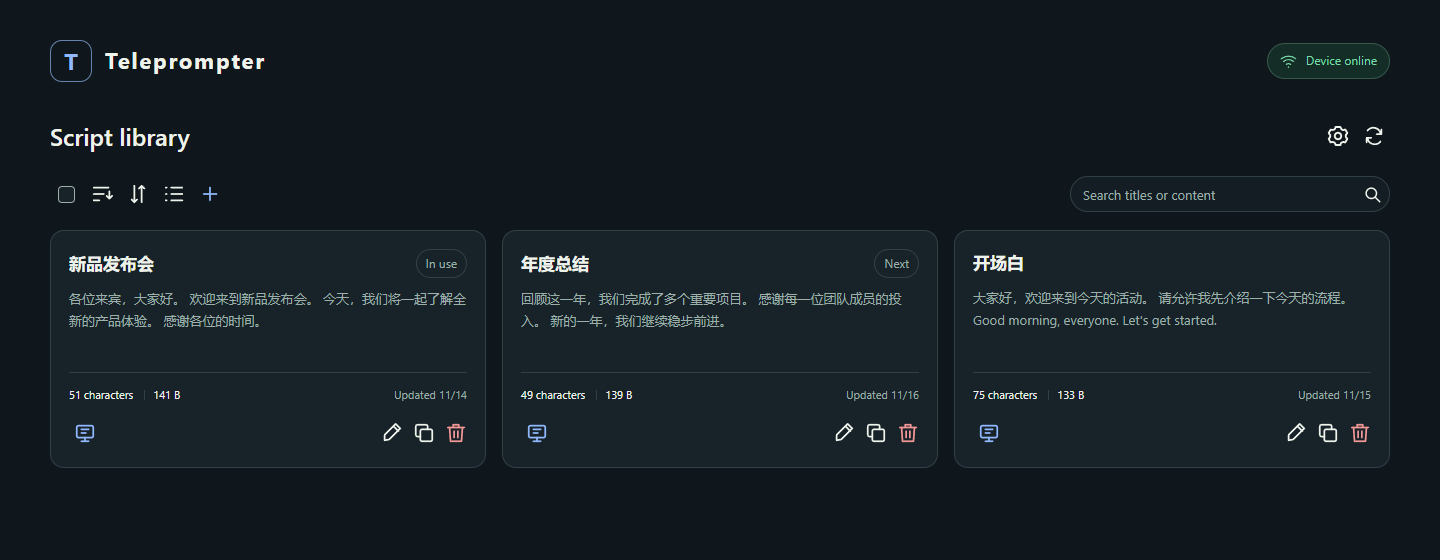 T Teleprompter
Device online
Script library
Search titles or content
新品发布会
In use
各位来宾，大家好。 欢迎来到新品发布会。 今天，我们将一起了解全
新的产品体验。 感谢各位的时间。
51 characters
141 B
Updated 11/14
年度总结
Next
回顾这一年，我们完成了多个重要项目。 感谢每一位团队成员的投
入。 新的一年，我们继续稳步前进。
49 characters
139 B
Updated 11/16
开场白
大家好，欢迎来到今天的活动。 请允许我先介绍一下今天的流程。
Good morning, everyone. Let's get started.
75 characters
133 B
Updated 11/15